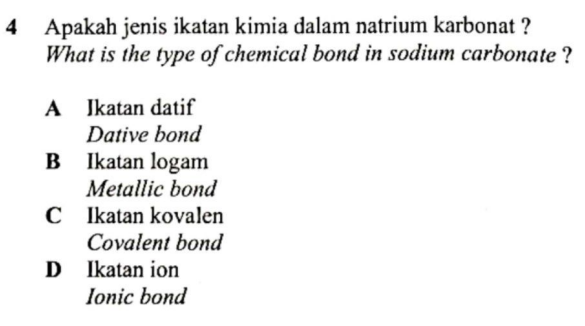 4 Apakah jenis ikatan kimia dalam natrium karbonat ?
What is the type of chemical bond in sodium carbonate ?
A Ikatan datif
Dative bond
B Ikatan logam
Metallic bond
C Ikatan kovalen
Covalent bond
D Ikatan ion
Ionic bond